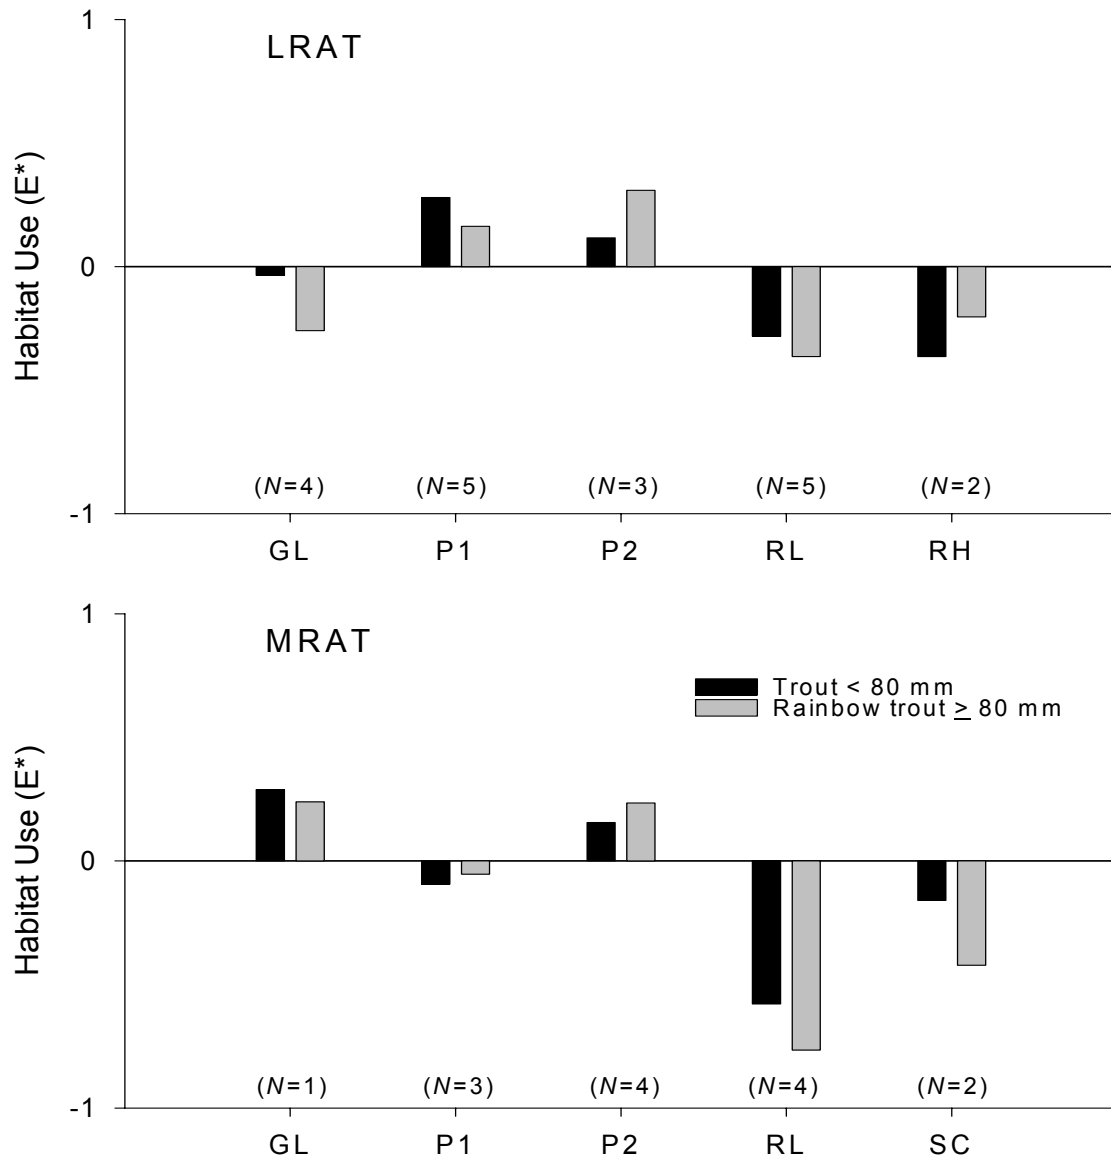 1
LRAT
Habitat Use (E*)
0
(N=4) (N=5) (N=3) (N=5) (N=2)
-1
GL P1 P2 RL RH
1
MRAT
Trout < 80 mm
Rainbow trout ≥ 80 mm
Habitat Use (E*)
0
(N=1) (N=3) (N=4) (N=4) (N=2)
-1
GL P1 P2 RL SC